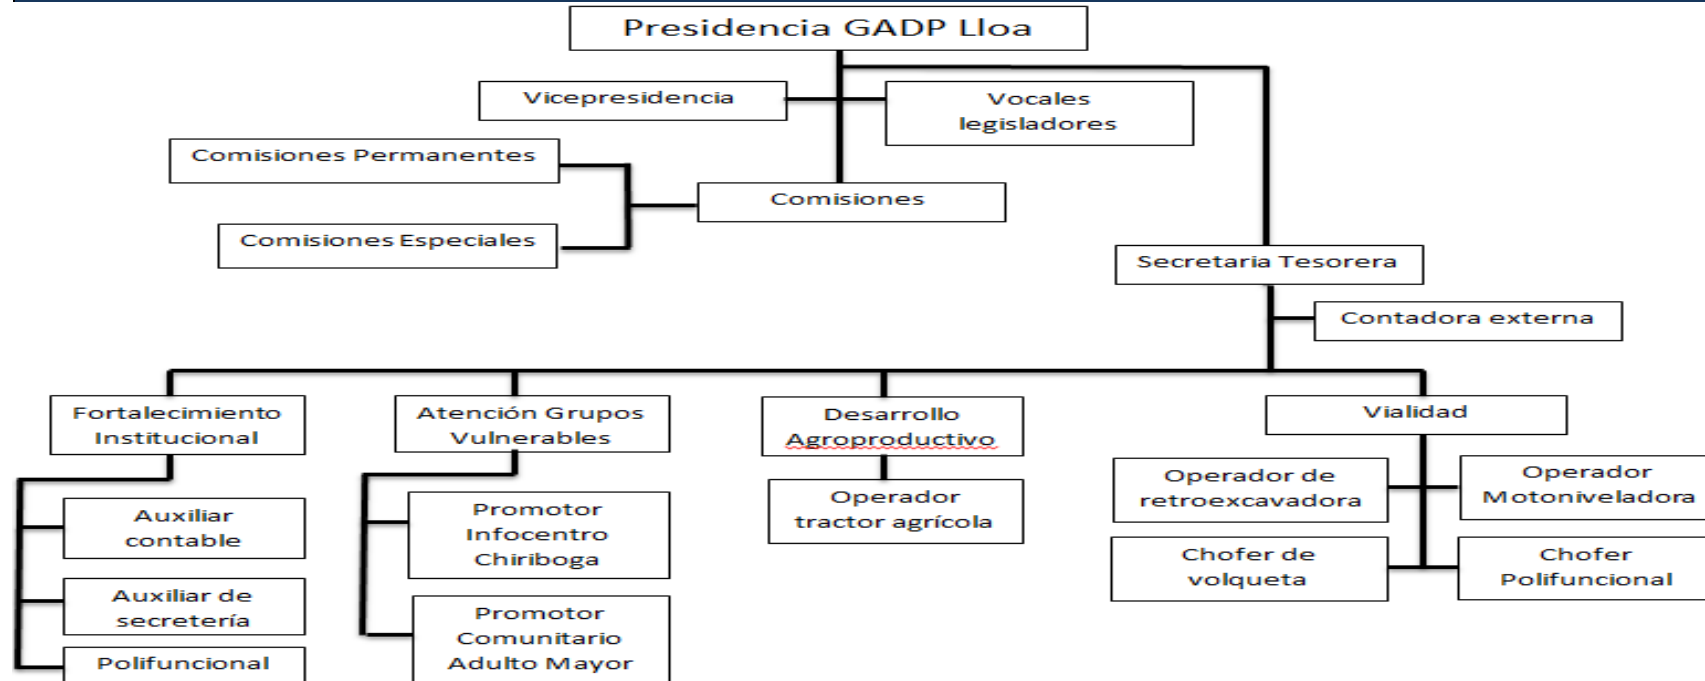 Presidencia GADP Lloa
Vicepresidencia
Vocales
legisladores
Comisiones Permanentes
Comisiones
Comisiones Especiales
Secretaria Tesorera
Contadora externa
Fortalecimiento
Institucional
Atención Grupos
Vulnerables
Desarrollo
Agroproductivo
Vialidad
Auxiliar
contable
Auxiliar de
secretería
Polifuncional
Promotor
Infocentro
Chiriboga
Promotor
Comunitario
Adulto Mayor
Operador
tractor agrícola
Operador de
retroexcavadora
Operador
Motoniveladora
Chofer de
volqueta
Chofer
Polifuncional